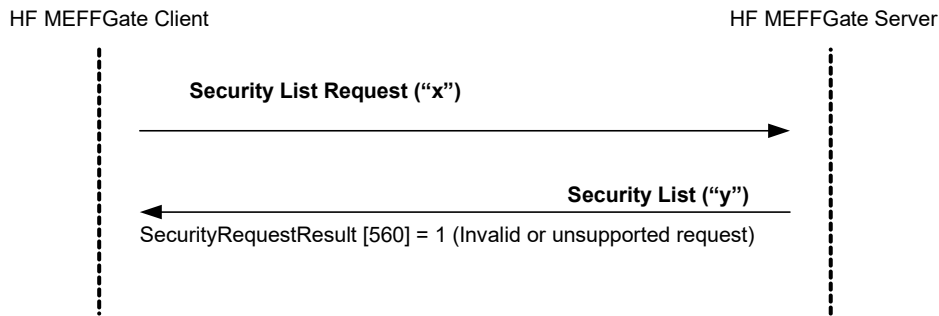 HF MEFFGate Client
HF MEFFGate Server
Security List Request (“x”)
Security List (“y”)
SecurityRequestResult [560] = 1 (Invalid or unsupported request)